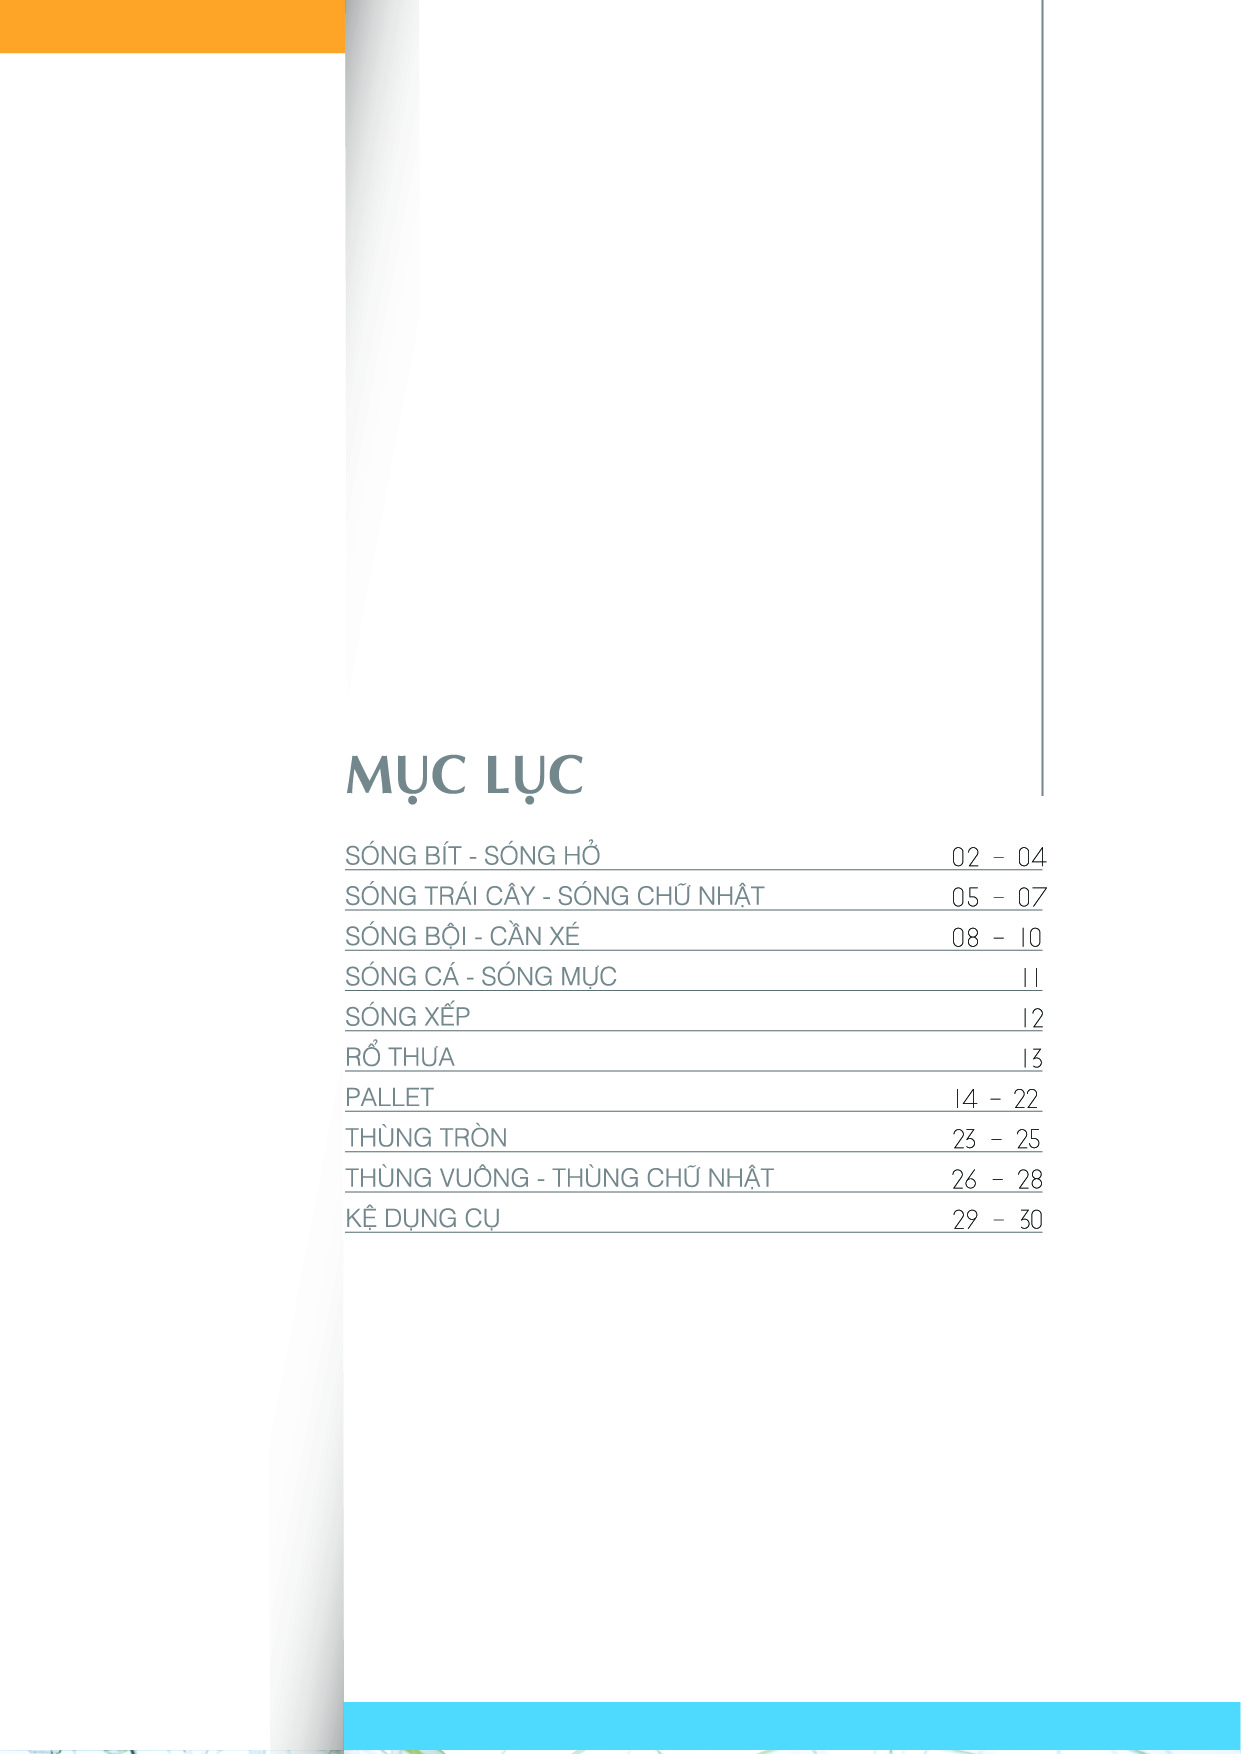 MỤC LỤC
SÓNG BÍT - SÓNG HỞ 02 - 04
SÓNG TRÁI CÂY - SÓNG CHỮ NHẬT 05 - 07
SÓNG BỘI - CẦN XÉ 08 - 10
SÓNG CÁ - SÓNG MỰC 11
SÓNG XẾP 12
RỔ THƯA 13
PALLET 14 - 22
THÙNG TRÒN 23 - 25
THÙNG VUÔNG - THÙNG CHỮ NHẬT 26 - 28
KỆ DỤNG CỤ 29 - 30